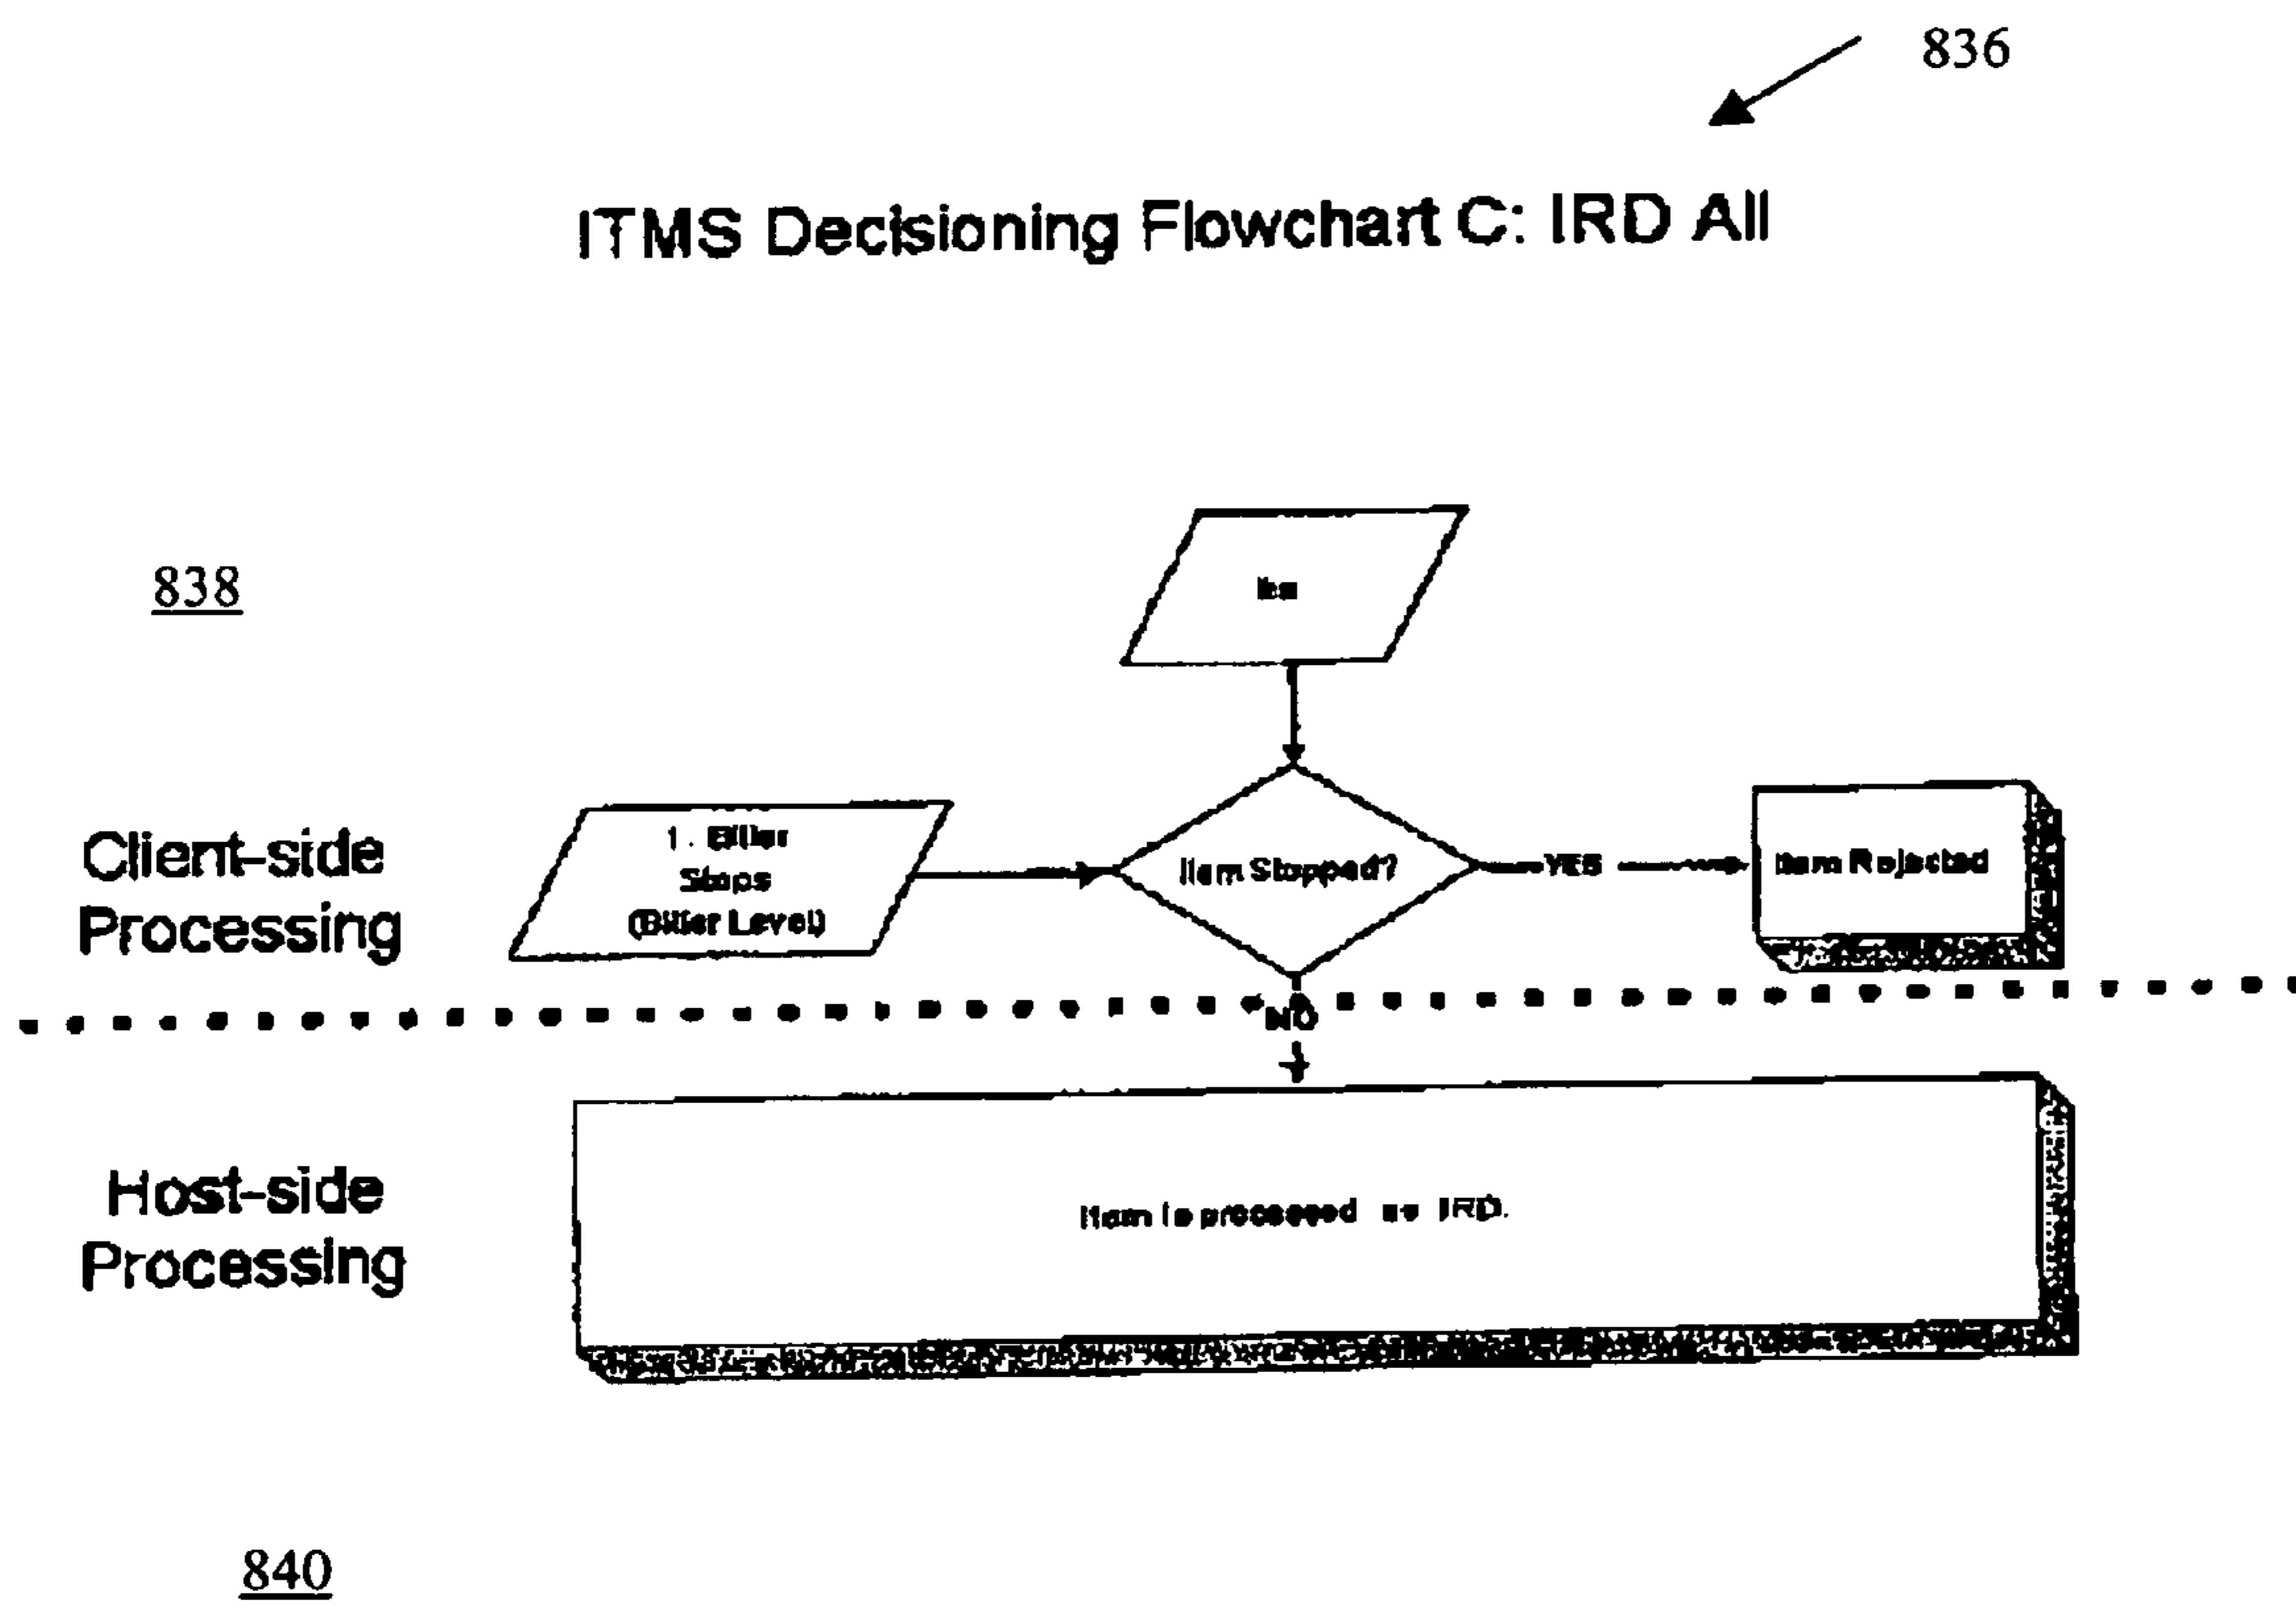 836
ITMS Decisioning Flowchart C: IRD All
838
Item
Client-side
Processing
1. Biller
Stops
(Biller Level)
Item Stopped?
YES
Item Rejected
NO
Host-side
Processing
Item is processed as IRD.
840